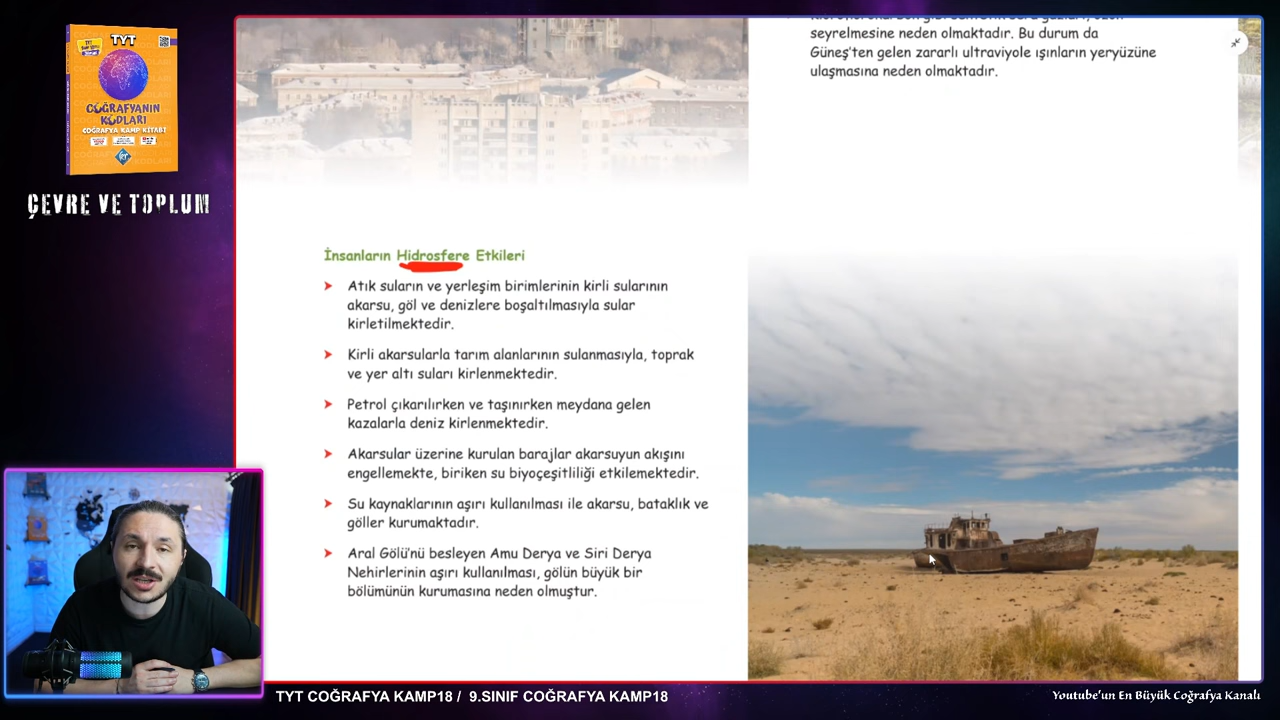 TYT
COĞRAFYANIN
KODLARI
COĞRAFYA KAMP KİTABI
ÇEVRE VE TOPLUM
seyrelmesine neden olmaktadır. Bu durum da
Güneş'ten gelen zararlı ultraviyole ışınların yeryüzüne
ulaşmasına neden olmaktadır.
İnsanların Hidrosfere Etkileri
➤ Atık suların ve yerleşim birimlerinin kirli sularının
akarsu, göl ve denizlere boşaltılmasıyla sular
kirletilmektedir.
➤ Kirli akarsularla tarım alanlarının sulanmasıyla, toprak
ve yer altı suları kirlenmektedir.
➤ Petrol çıkarılırken ve taşınırken meydana gelen
kazalarla deniz kirlenmektedir.
➤ Akarsular üzerine kurulan barajlar akarsuyun akışını
engellemekte, biriken su biyoçeşitliliği etkilemektedir.
➤ Su kaynaklarının aşırı kullanılması ile akarsu, bataklık ve
göller kurumaktadır.
➤ Aral Gölü'nü besleyen Amu Derya ve Siri Derya
Nehirlerinin aşırı kullanılması, gölün büyük bir
bölümünün kurumasına neden olmuştur.
TYT COĞRAFYA KAMP18 / 9.SINIF COĞRAFYA KAMP18
Youtube'un En Büyük Coğrafya Kanalı